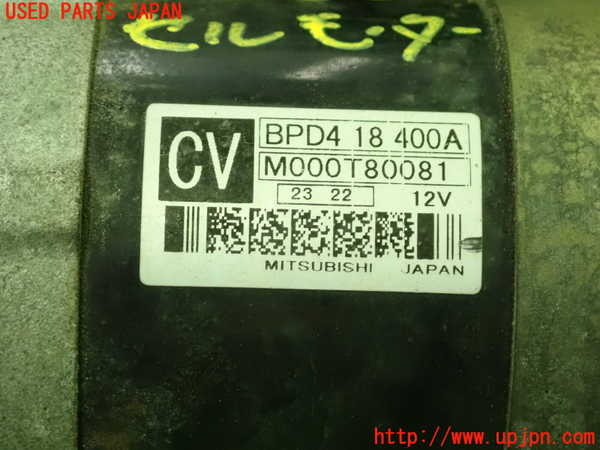 USED PARTS JAPAN
セルモーター
CV
BPD4 18 400A
M000T80081
23 22
12V
MITSUBISHI JAPAN
http://www.upjpn.com